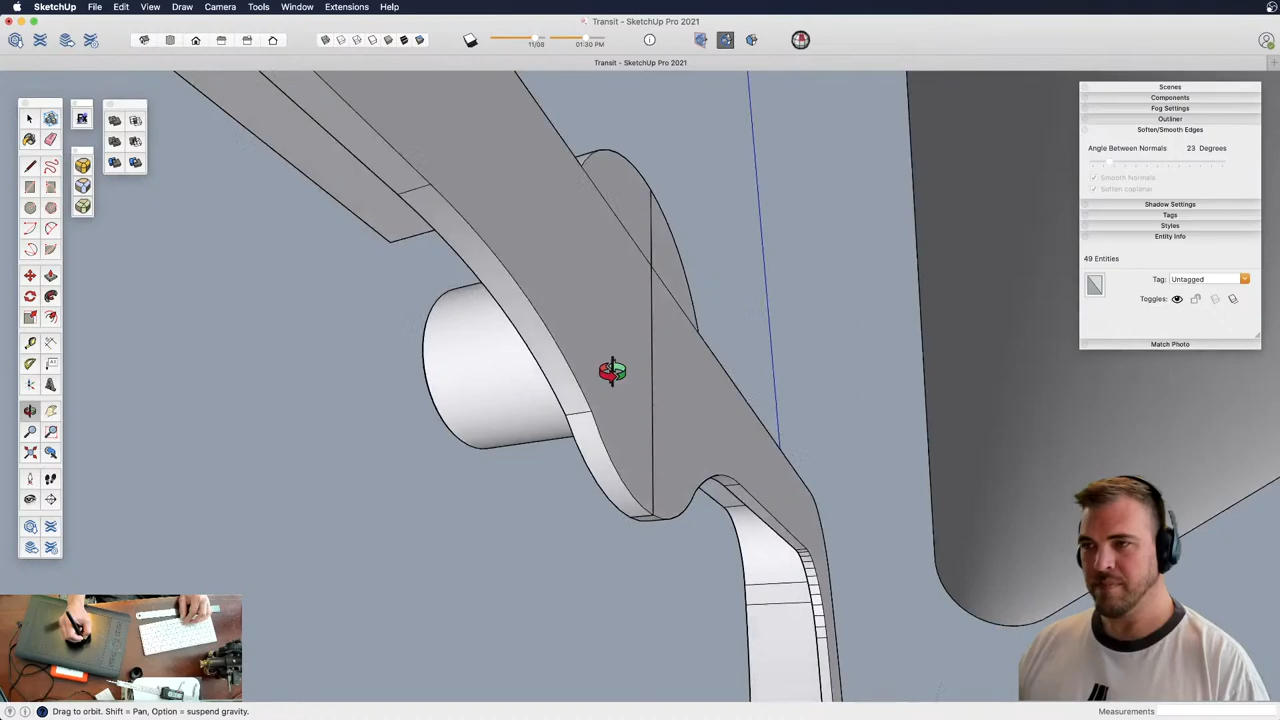 SketchUp File Edit View Draw Camera Tools Window Extensions Help
Transit - SketchUp Pro 2021
11/08 01:30 PM
Transit - SketchUp Pro 2021
Scenes
Components
Fog Settings
Outliner
Soften/Smooth Edges
Angle Between Normals 23 Degrees
Smooth Normals
Soften coplanar
Shadow Settings
Tags
Styles
Entity Info
49 Entities
Tag: Untagged
Toggles:
Match Photo
Drag to orbit. Shift = Pan, Option = suspend gravity.
Measurements